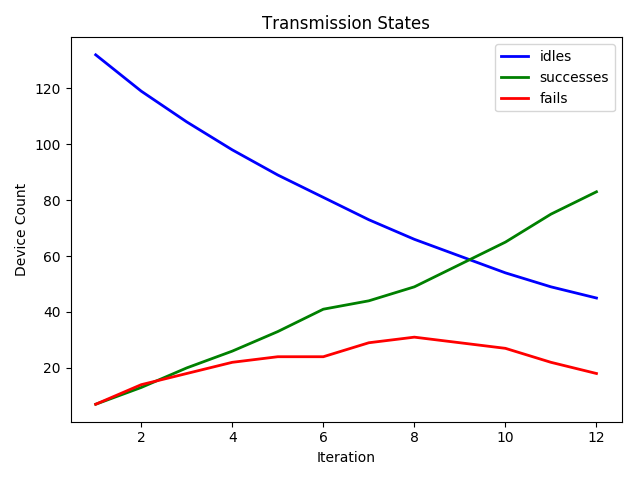 Transmission States
idles
successes
fails
120
100
80
60
40
20
Device Count
2 4 6 8 10 12
Iteration